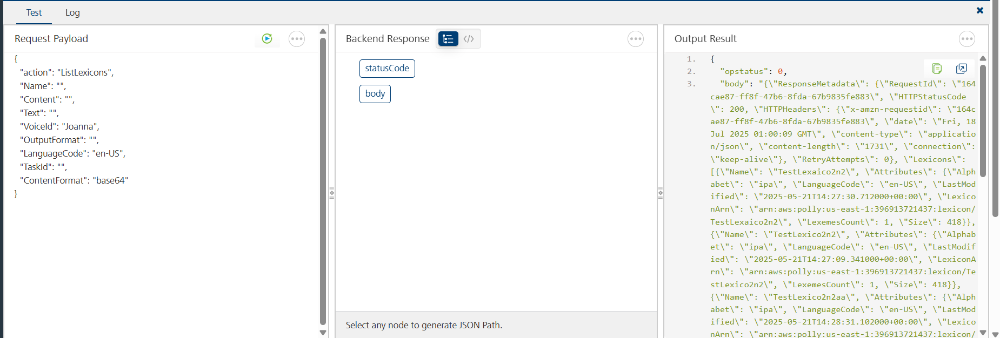 Test
Log
Request Payload
{
"action": "ListLexicons",
"Name": "",
"Content": "",
"Text": "",
"VoiceId": "Joanna",
"OutputFormat": "",
"LanguageCode": "en-US",
"TaskId": "",
"ContentFormat": "base64"
}
Backend Response
statusCode
body
Select any node to generate JSON Path.
Output Result
1. {
2. "opstatus": 0,
3. "body": "{\"ResponseMetadata\": {\"RequestId\": \"164
cae87-ff8f-47b6-8fda-67b9835fe883\", \"HTTPStatusCode
\": 200, \"HTTPHeaders\": {\"x-amzn-requestid\": \"164c
ae87-ff8f-47b6-8fda-67b9835fe883\", \"date\": \"Fri, 18
Jul 2025 01:00:09 GMT\", \"content-type\": \"applicatio
n/json\", \"content-length\": \"1731\", \"connection\":
\"keep-alive\"}, \"RetryAttempts\": 0}, \"Lexicons\":
[{\"Name\": \"TestLexaico2n2\", \"Attributes\": {\"Alph
abet\": \"ipa\", \"LanguageCode\": \"en-US\", \"LastMod
ified\": \"2025-05-21T14:27:30.712000+00:00\", \"Lexico
nArn\": \"arn:aws:polly:us-east-1:396913721437:lexicon/
TestLexaico2n2\", \"LexemesCount\": 1, \"Size\": 418}},
{\"Name\": \"TestLexico2n2\", \"Attributes\": {\"Alphab
et\": \"ipa\", \"LanguageCode\": \"en-US\", \"LastModif
ied\": \"2025-05-21T14:27:09.341000+00:00\", \"LexiconA
rn\": \"arn:aws:polly:us-east-1:396913721437:lexicon/Te
stLexico2n2\", \"LexemesCount\": 1, \"Size\": 418}},
{\"Name\": \"TestLexico2n2aa\", \"Attributes\": {\"Alph
abet\": \"ipa\", \"LanguageCode\": \"en-US\", \"LastMod
ified\": \"2025-05-21T14:28:31.102000+00:00\", \"Lexico
nArn\": \"arn:aws:polly:us-east-1:396913721437:lexicon/